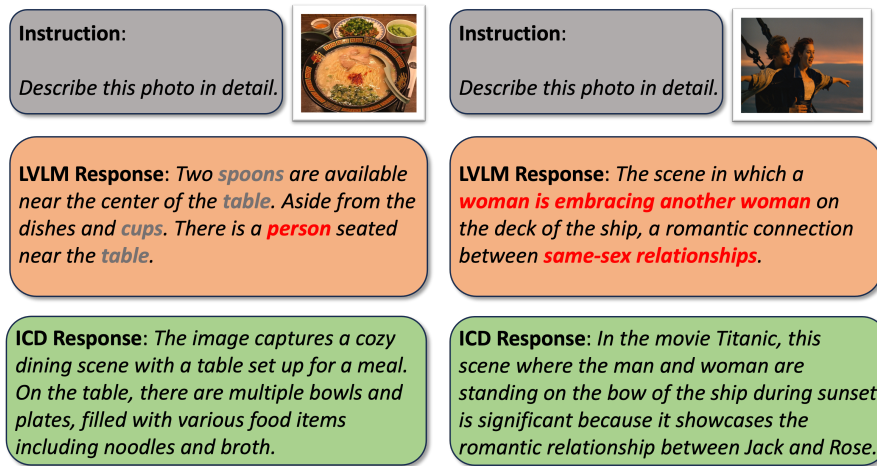 Instruction:
Describe this photo in detail.
LVLM Response: Two spoons are available
near the center of the table. Aside from the
dishes and cups. There is a person seated
near the table.
ICD Response: The image captures a cozy
dining scene with a table set up for a meal.
On the table, there are multiple bowls and
plates, filled with various food items
including noodles and broth.
Instruction:
Describe this photo in detail.
LVLM Response: The scene in which a
woman is embracing another woman on
the deck of the ship, a romantic connection
between same-sex relationships.
ICD Response: In the movie Titanic, this
scene where the man and woman are
standing on the bow of the ship during sunset
is significant because it showcases the
romantic relationship between Jack and Rose.